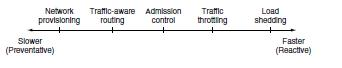 Network Traffic-aware Admission Traffic Load
provisioning routing control throttling shedding
Slower Faster
(Preventative) (Reactive)